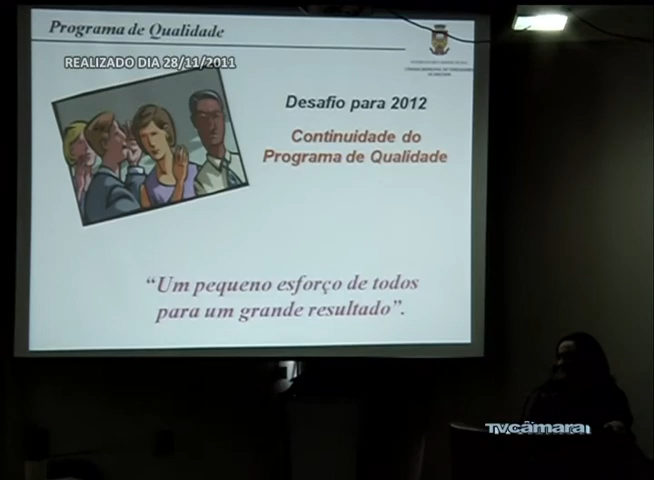 TVcâmara
Programa de Qualidade
REALIZADO DIA 28/11/2011
Desafio para 2012
Continuidade do
Programa de Qualidade
“Um pequeno esforço de todos
para um grande resultado”.
TVcâmara